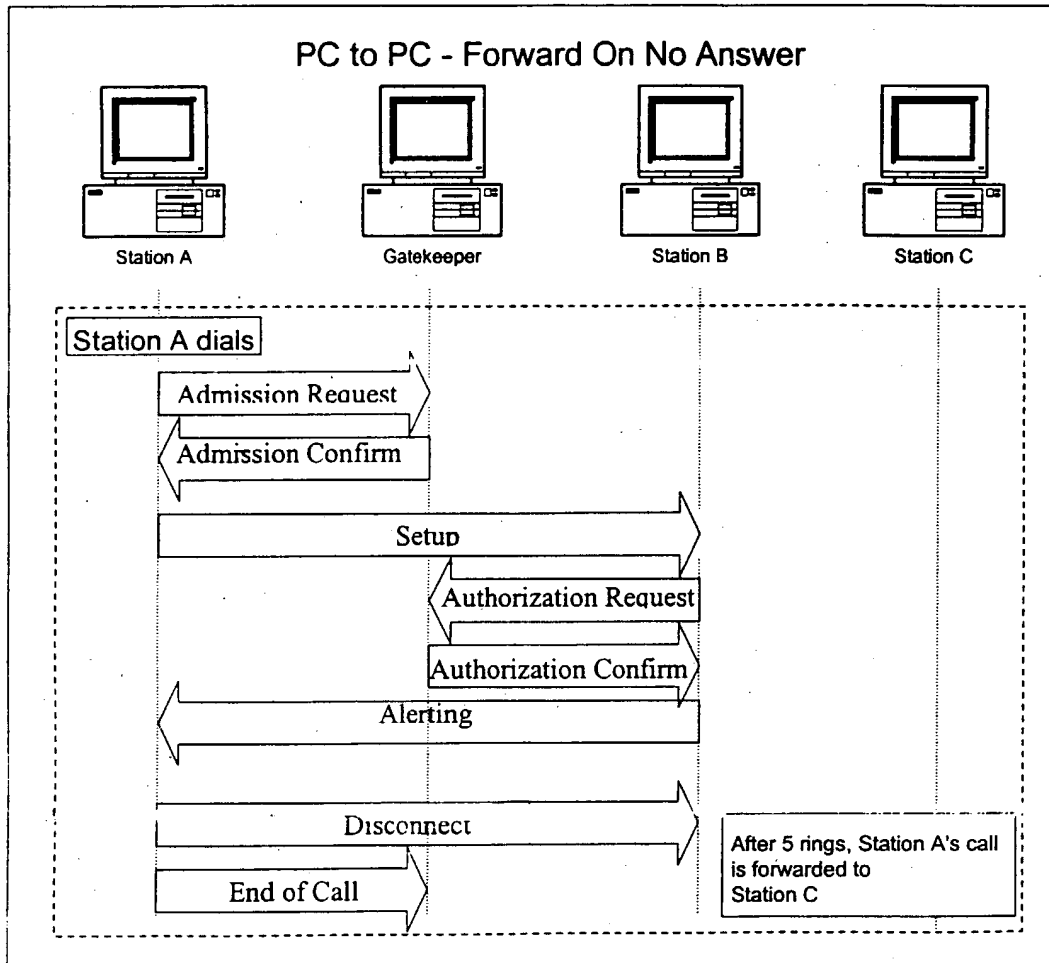 PC to PC - Forward On No Answer
Station A
Gatekeeper
Station B
Station C
Station A dials
Admission Request
Admission Confirm
Setup
Authorization Request
Authorization Confirm
Alerting
Disconnect
End of Call
After 5 rings, Station A's call
is forwarded to
Station C